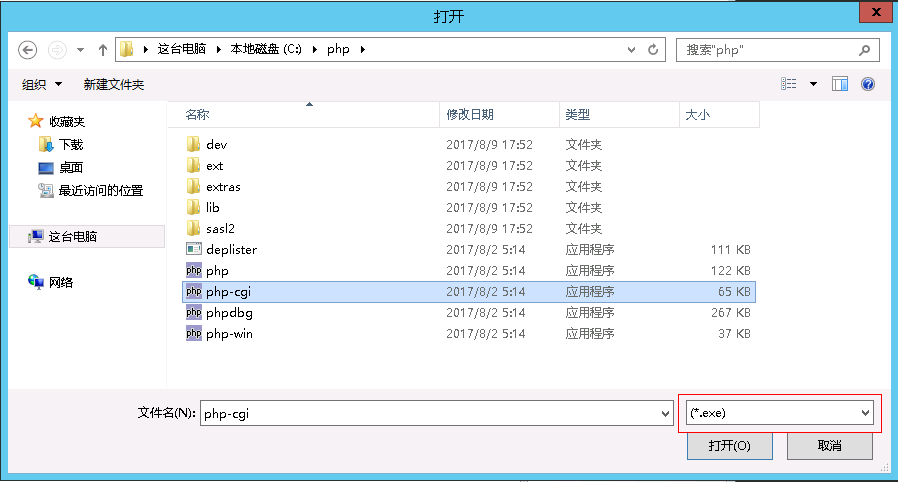 打开
这台电脑 本地磁盘 (C:) php 搜索"php"
组织 新建文件夹
名称 修改日期 类型 大小
收藏夹
下载
桌面
最近访问的位置
这台电脑
网络
dev 2017/8/9 17:52 文件夹
ext 2017/8/9 17:52 文件夹
extras 2017/8/9 17:52 文件夹
lib 2017/8/9 17:52 文件夹
sasl2 2017/8/9 17:52 文件夹
deplister 2017/8/2 5:14 应用程序 111 KB
php php 2017/8/2 5:14 应用程序 122 KB
php php-cgi 2017/8/2 5:14 应用程序 65 KB
php phpdbg 2017/8/2 5:14 应用程序 267 KB
php php-win 2017/8/2 5:14 应用程序 37 KB
文件名(N): php-cgi (*.exe)
打开(O) 取消